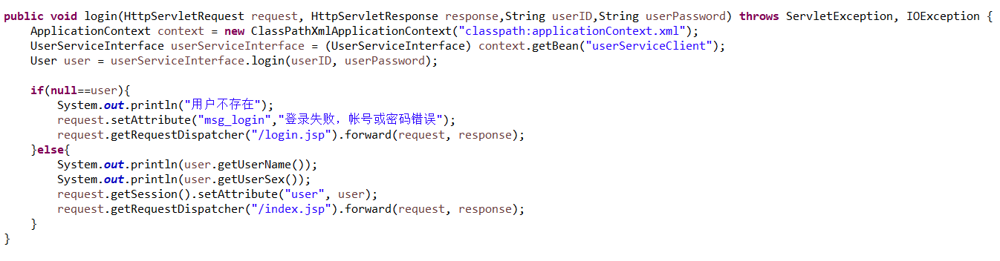 public void login(HttpServletRequest request, HttpServletResponse response,String userID,String userPassword) throws ServletException, IOException {
    ApplicationContext context = new ClassPathXmlApplicationContext("classpath:applicationContext.xml");
    UserServiceInterface userServiceInterface = (UserServiceInterface) context.getBean("userServiceClient");
    User user = userServiceInterface.login(userID, userPassword);

    if(null==user){
        System.out.println("用户不存在");
        request.setAttribute("msg_login","登录失败，帐号或密码错误");
        request.getRequestDispatcher("/login.jsp").forward(request, response);
    }else{
        System.out.println(user.getUserName());
        System.out.println(user.getUserSex());
        request.getSession().setAttribute("user", user);
        request.getRequestDispatcher("/index.jsp").forward(request, response);
    }
}